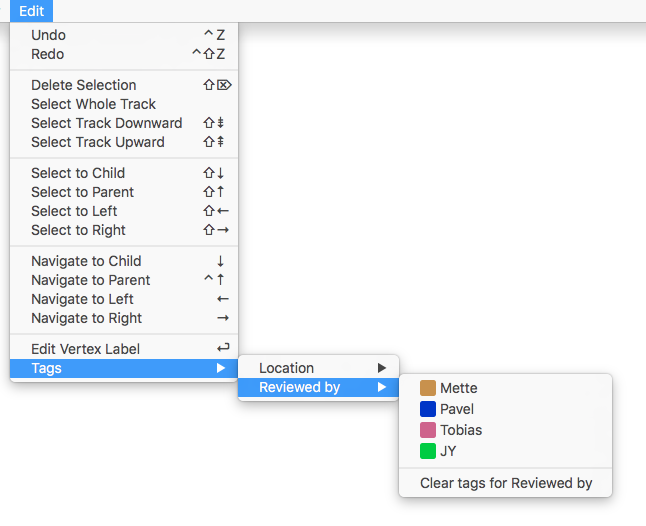 Edit
Undo ^Z
Redo ^⇧Z
Delete Selection ⇧⌦
Select Whole Track
Select Track Downward ⇧⇟
Select Track Upward ⇧⇞
Select to Child ⇧↓
Select to Parent ⇧↑
Select to Left ⇧←
Select to Right ⇧→
Navigate to Child ↓
Navigate to Parent ^↑
Navigate to Left ←
Navigate to Right →
Edit Vertex Label ↩
Tags ▶
Location ▶
Reviewed by ▶
Mette
Pavel
Tobias
JY
Clear tags for Reviewed by